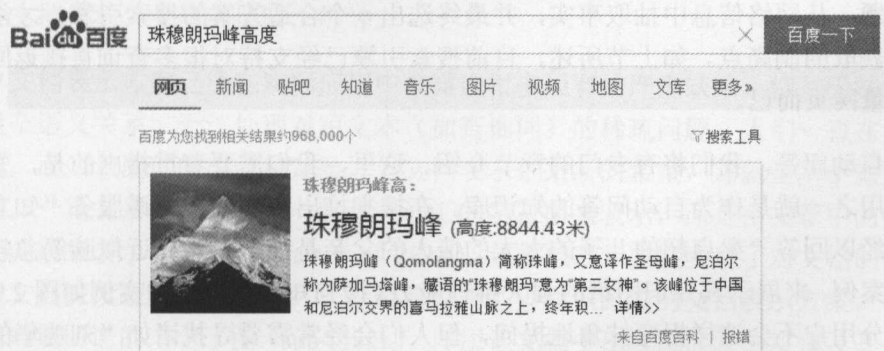 Bai du 百度
珠穆朗玛峰高度
百度一下
网页 新闻 贴吧 知道 音乐 图片 视频 地图 文库 更多»
百度为您找到相关结果约968,000个
搜索工具
珠穆朗玛峰高:
珠穆朗玛峰 (高度:8844.43米)
珠穆朗玛峰（Qomolangma）简称珠峰，又意译作圣母峰，尼泊尔
称为萨加马塔峰，藏语的“珠穆朗玛”意为“第三女神”。该峰位于中国
和尼泊尔交界的喜马拉雅山脉之上，终年积... 详情>>
来自百度百科 | 报错